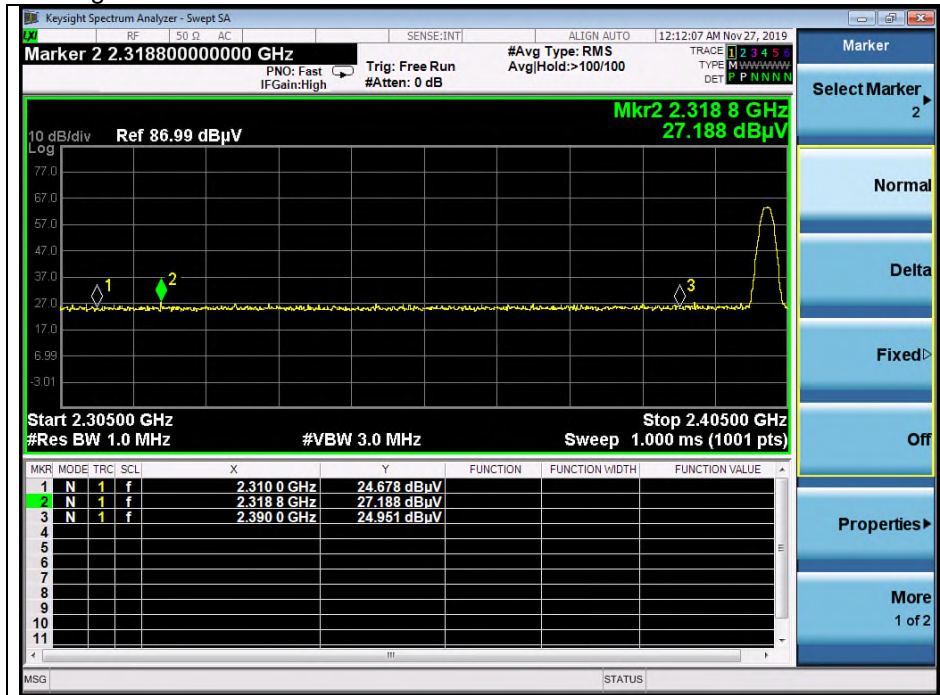 Keysight Spectrum Analyzer - Swept SA
LXI RF 50 Ω AC SENSE:INT ALIGN AUTO 12:12:07 AM Nov 27, 2019
Marker 2 2.318800000000 GHz
PNO: Fast
IFGain:High
Trig: Free Run
#Atten: 0 dB
#Avg Type: RMS
Avg|Hold:>100/100
TRACE 1 2 3 4 5 6
TYPE M WWWWW
DET P P N N N N
Mkr2 2.318 8 GHz
27.188 dBµV
10 dB/div Ref 86.99 dBµV
Log
77.0
67.0
57.0
47.0
37.0
27.0
17.0
6.99
-3.01
1
2
3
Start 2.30500 GHz Stop 2.40500 GHz
#Res BW 1.0 MHz #VBW 3.0 MHz Sweep 1.000 ms (1001 pts)
MKR MODE TRC SCL X Y FUNCTION FUNCTION WIDTH FUNCTION VALUE
1 N 1 f 2.310 0 GHz 24.678 dBµV
2 N 1 f 2.318 8 GHz 27.188 dBµV
3 N 1 f 2.390 0 GHz 24.951 dBµV
4
5
6
7
8
9
10
11
MSG STATUS
Marker
Select Marker
2
Normal
Delta
Fixed
Off
Properties
More
1 of 2